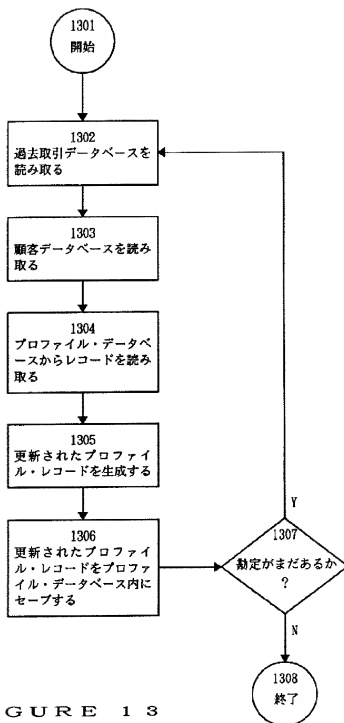 1301
開始
1302
過去取引データベースを
読み取る
1303
顧客データベースを読み
取る
1304
プロファイル・データベ
ースからレコードを読み
取る
1305
更新されたプロファイ
ル・レコードを生成する
1306
更新されたプロファイ
ル・レコードをプロファ
イル・データベース内に
セーブする
Y
1307
勘定がまだあるか
?
N
1308
終了
GURE 13